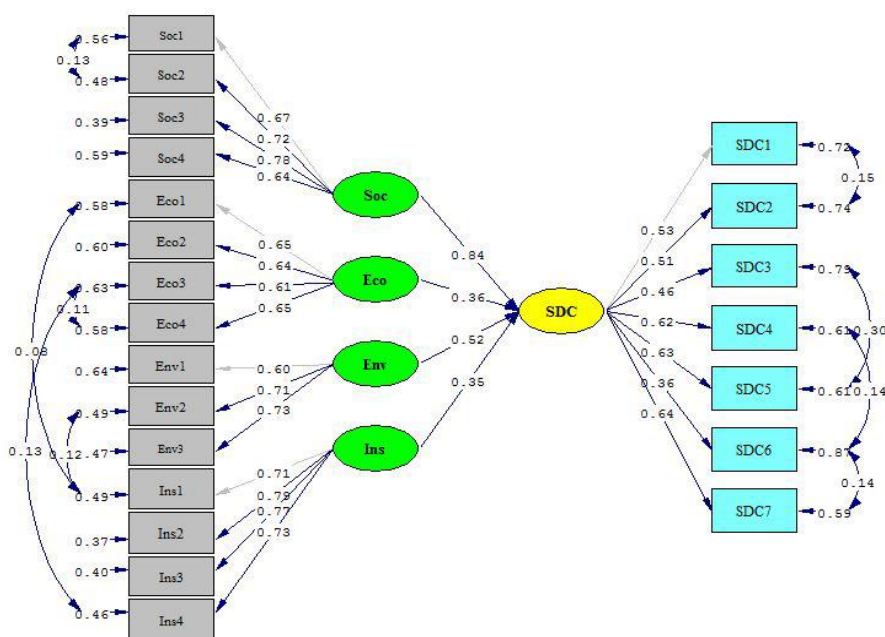 0.56 Soc1
0.13
0.48 Soc2
0.39 Soc3
0.59 Soc4
0.58 Eco1
0.60 Eco2
0.63 Eco3
0.11
0.58 Eco4
0.08
0.64 Env1
0.49 Env2
0.13 0.12 0.47 Env3
0.49 Ins1
0.37 Ins2
0.40 Ins3
0.46 Ins4
0.67
0.72
0.78
0.64
Soc
0.65
0.64
0.61
0.65
Eco
0.60
0.71
0.73
Env
0.71
0.79
0.77
0.73
Ins
0.84
0.36
0.52
0.35
SDC
0.53
0.51
0.46
0.62
0.63
0.36
0.64
SDC1 0.72
0.15
SDC2 0.74
SDC3 0.79
SDC4 0.61 0.30
SDC5 0.61 0.14
SDC6 0.87
0.14
SDC7 0.59